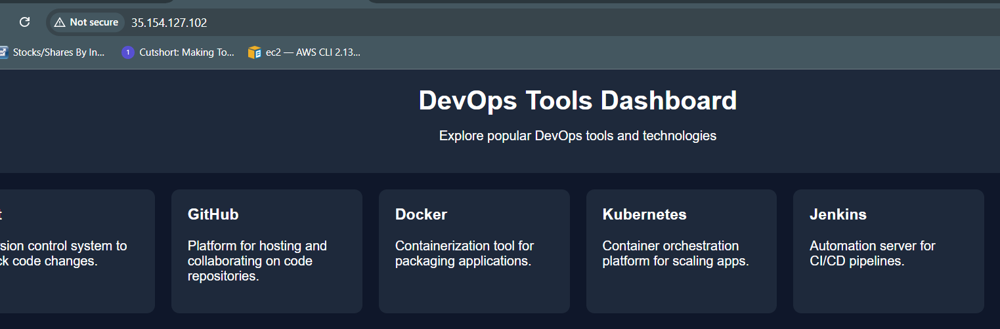 Not secure 35.154.127.102
Stocks/Shares By In...
1 Cutshort: Making To...
ec2 — AWS CLI 2.13...
DevOps Tools Dashboard
Explore popular DevOps tools and technologies
t
sion control system to
ck code changes.
GitHub
Platform for hosting and
collaborating on code
repositories.
Docker
Containerization tool for
packaging applications.
Kubernetes
Container orchestration
platform for scaling apps.
Jenkins
Automation server for
CI/CD pipelines.